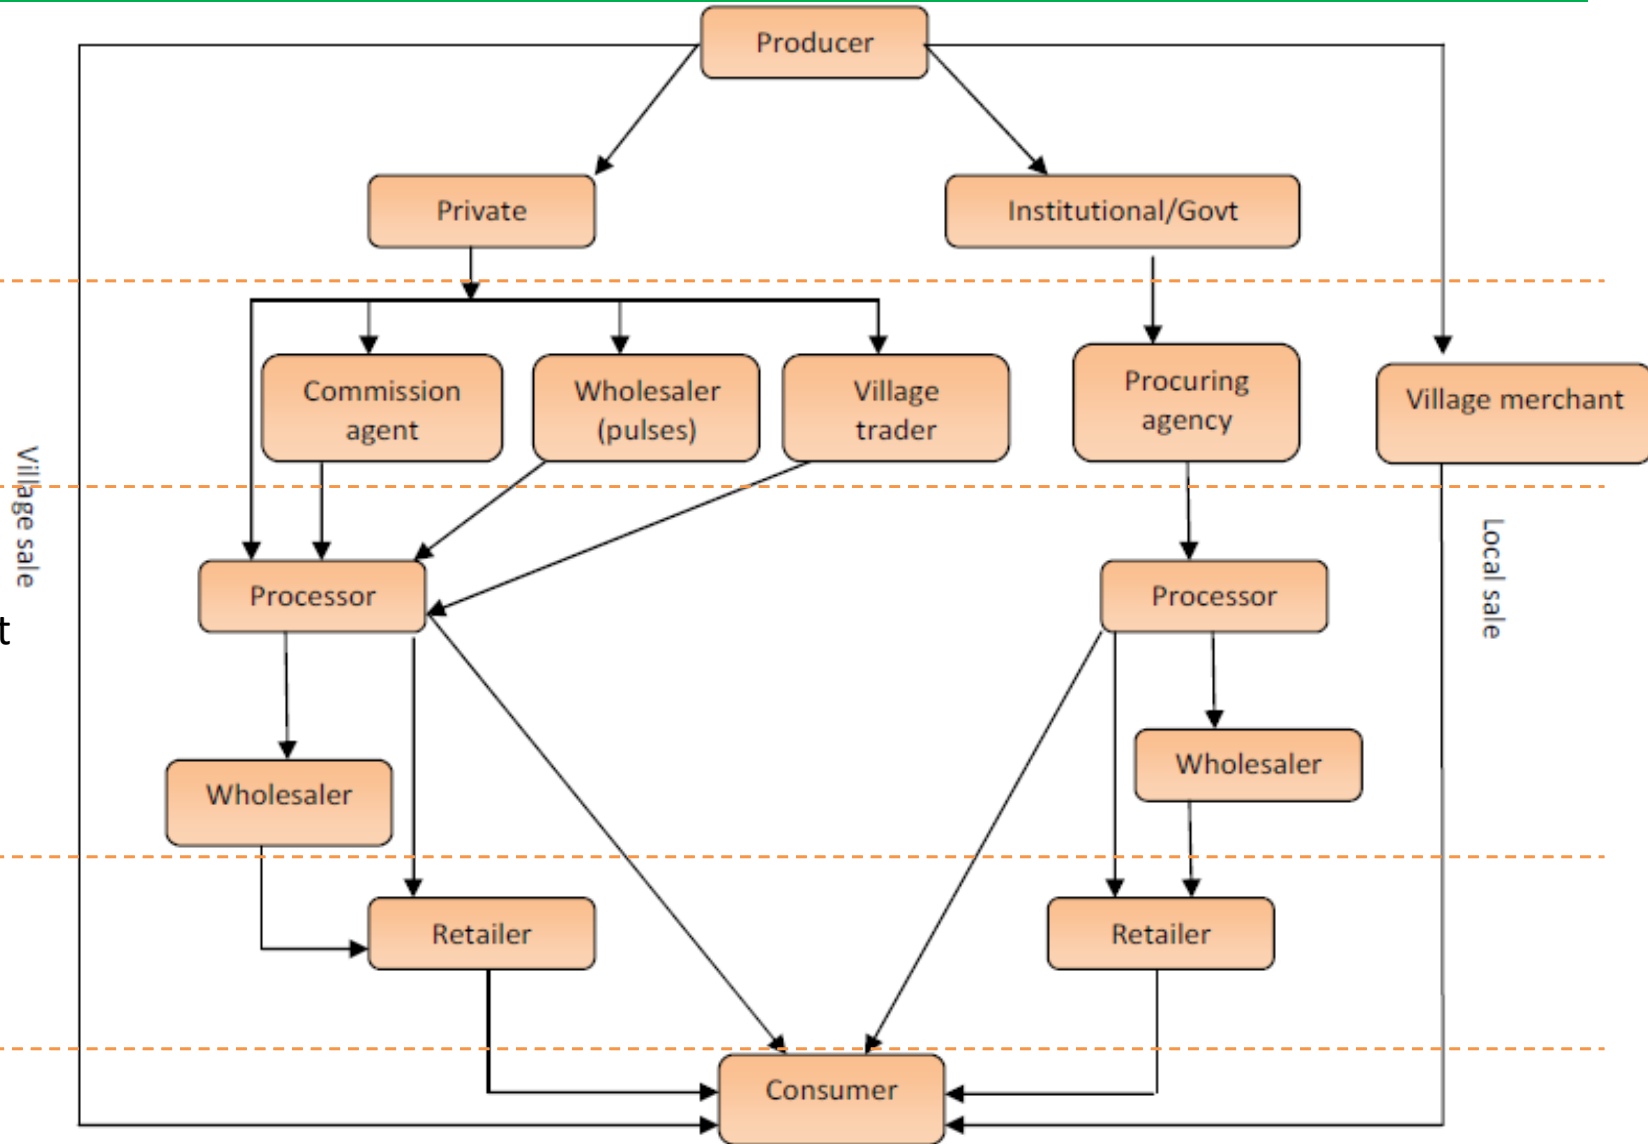 Producer
Private
Institutional/Govt
Commission
agent
Wholesaler
(pulses)
Village
trader
Procuring
agency
Village merchant
Village sale
Local sale
Processor
Processor
t
Wholesaler
Wholesaler
Retailer
Retailer
Consumer